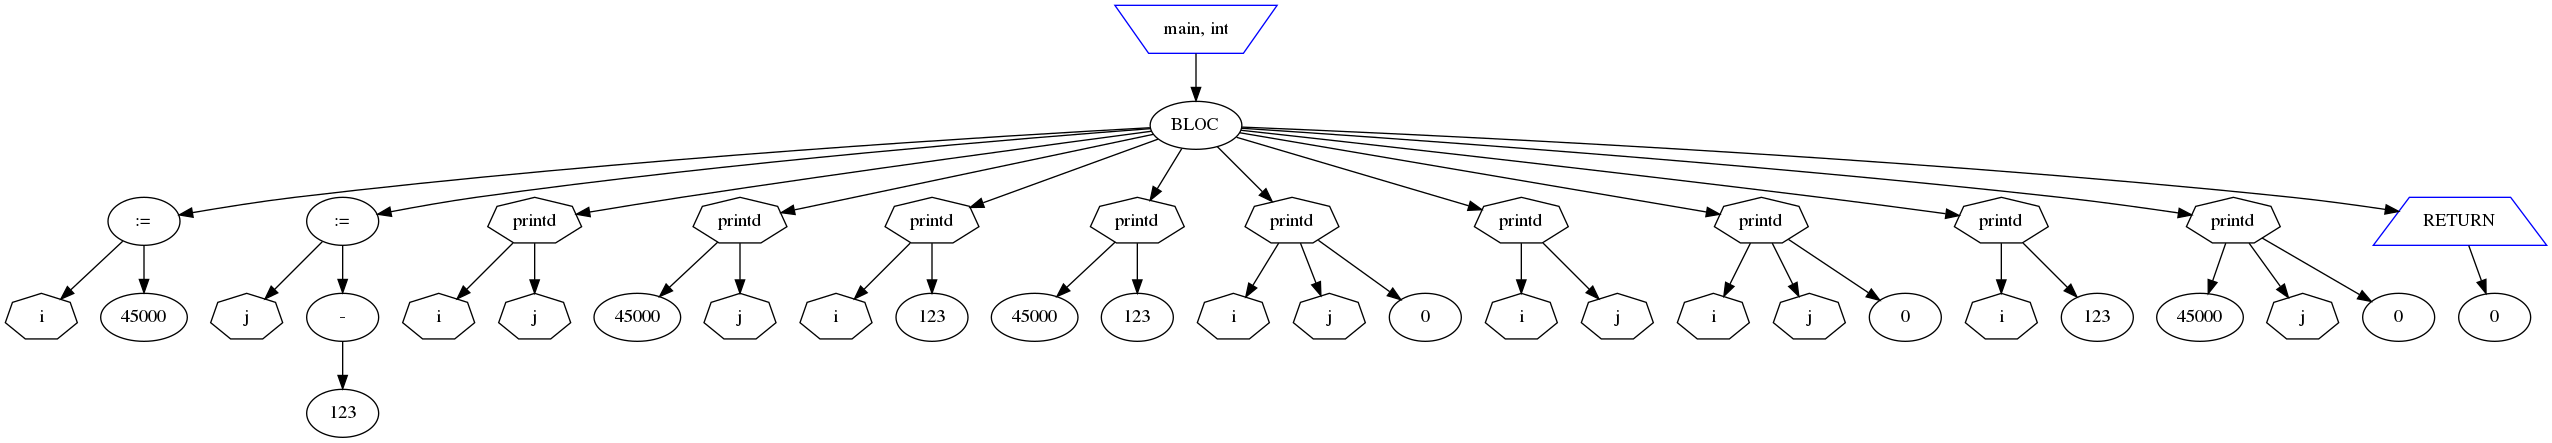 main, int
BLOC
:=
:=
printd
printd
printd
printd
printd
printd
printd
printd
printd
RETURN
i
45000
j
-
i
j
45000
j
i
123
45000
123
i
j
0
i
j
i
j
0
i
123
45000
j
0
0
123